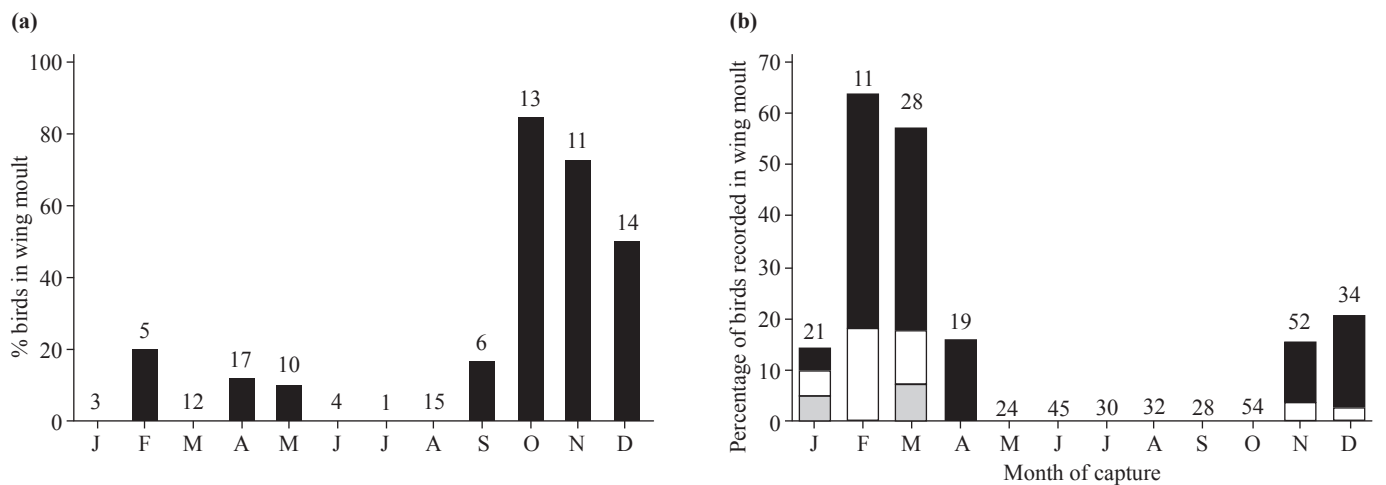 (a)
% birds in wing moult
100
80
60
40
20
0
3 5 12 17 10 4 1 15 6 13 11 14
J F M A M J J A S O N D
(b)
Percentage of birds recorded in wing moult
70
60
50
40
30
20
10
0
21 11 28 19 24 45 30 32 28 54 52 34
J F M A M J J A S O N D
Month of capture